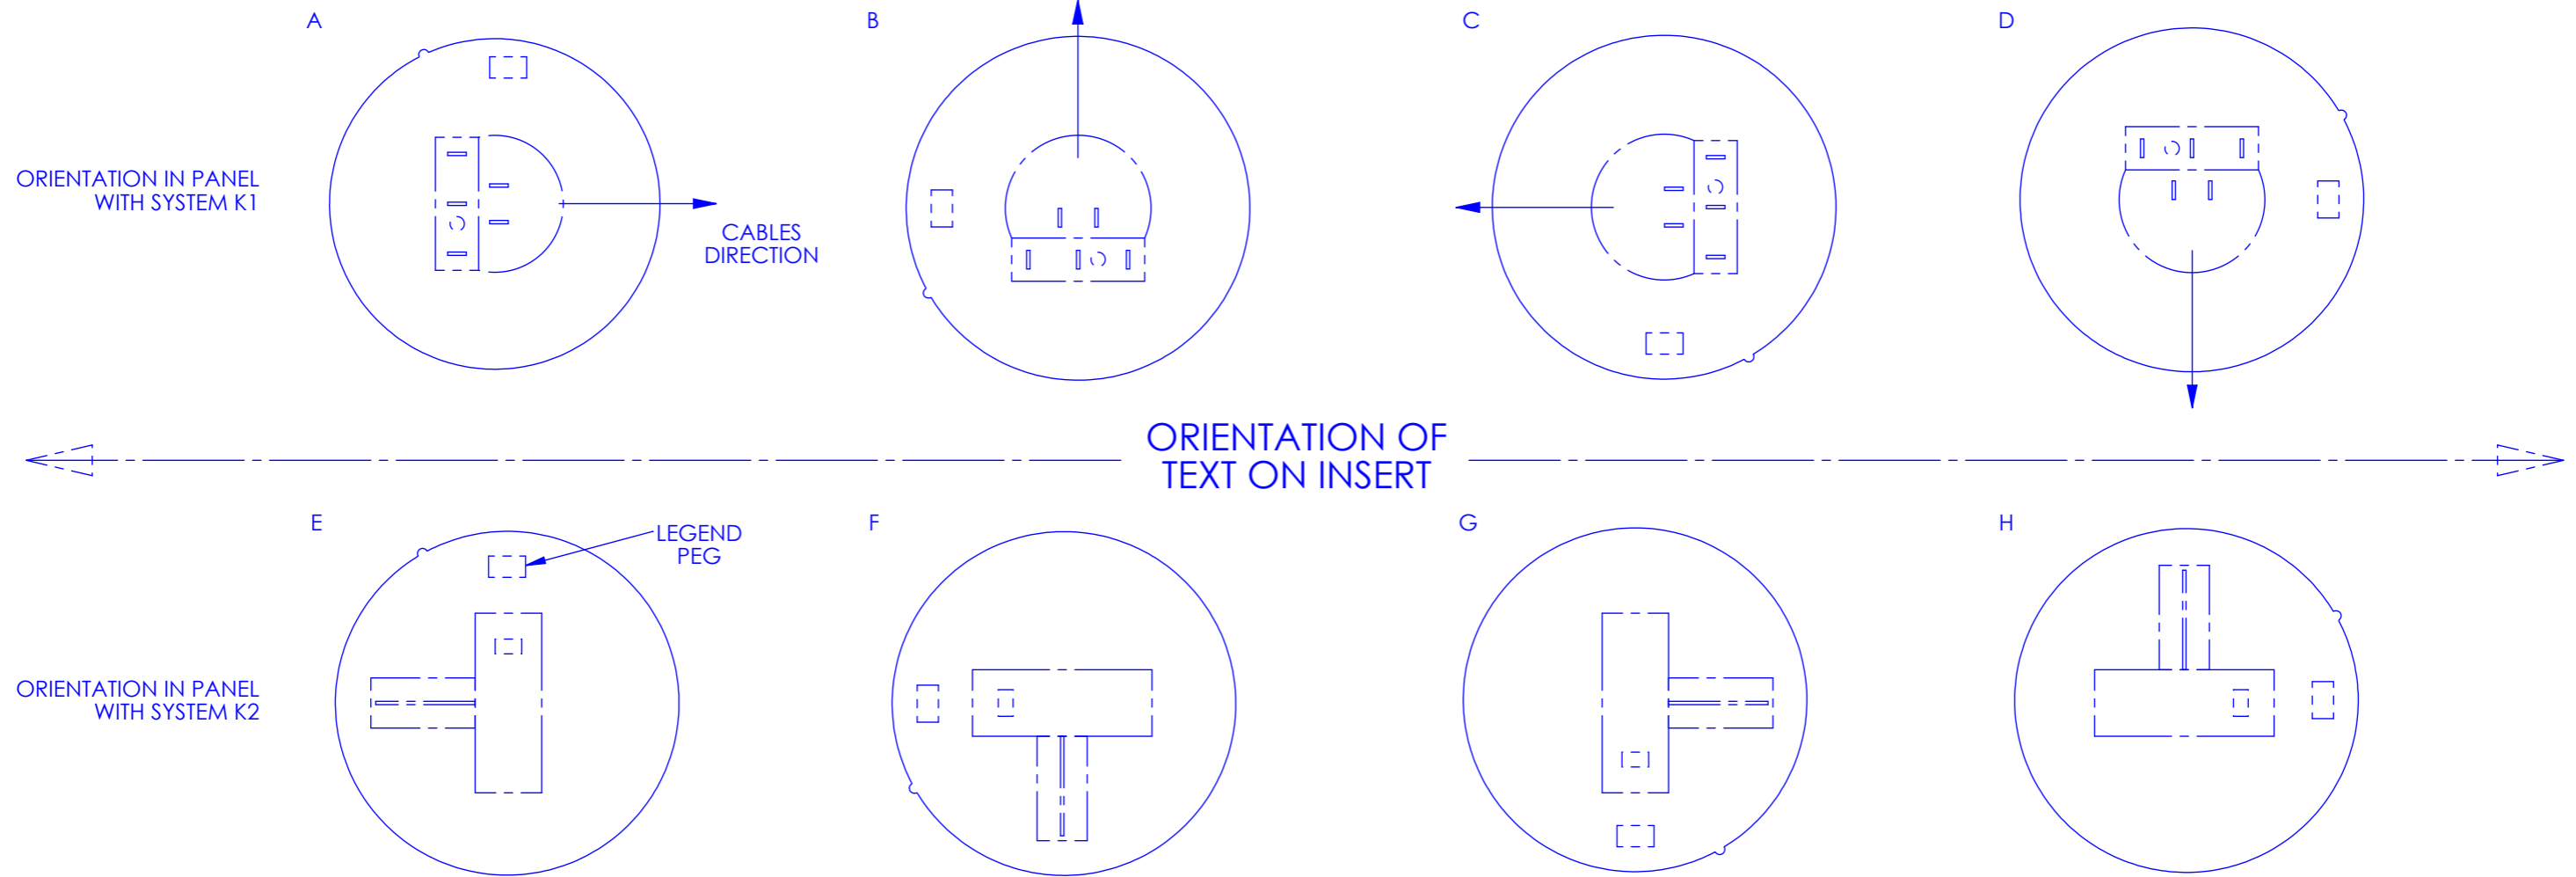 A
B
C
D
ORIENTATION IN PANEL
WITH SYSTEM K1
CABLES
DIRECTION
ORIENTATION OF
TEXT ON INSERT
E
F
G
H
LEGEND
PEG
ORIENTATION IN PANEL
WITH SYSTEM K2